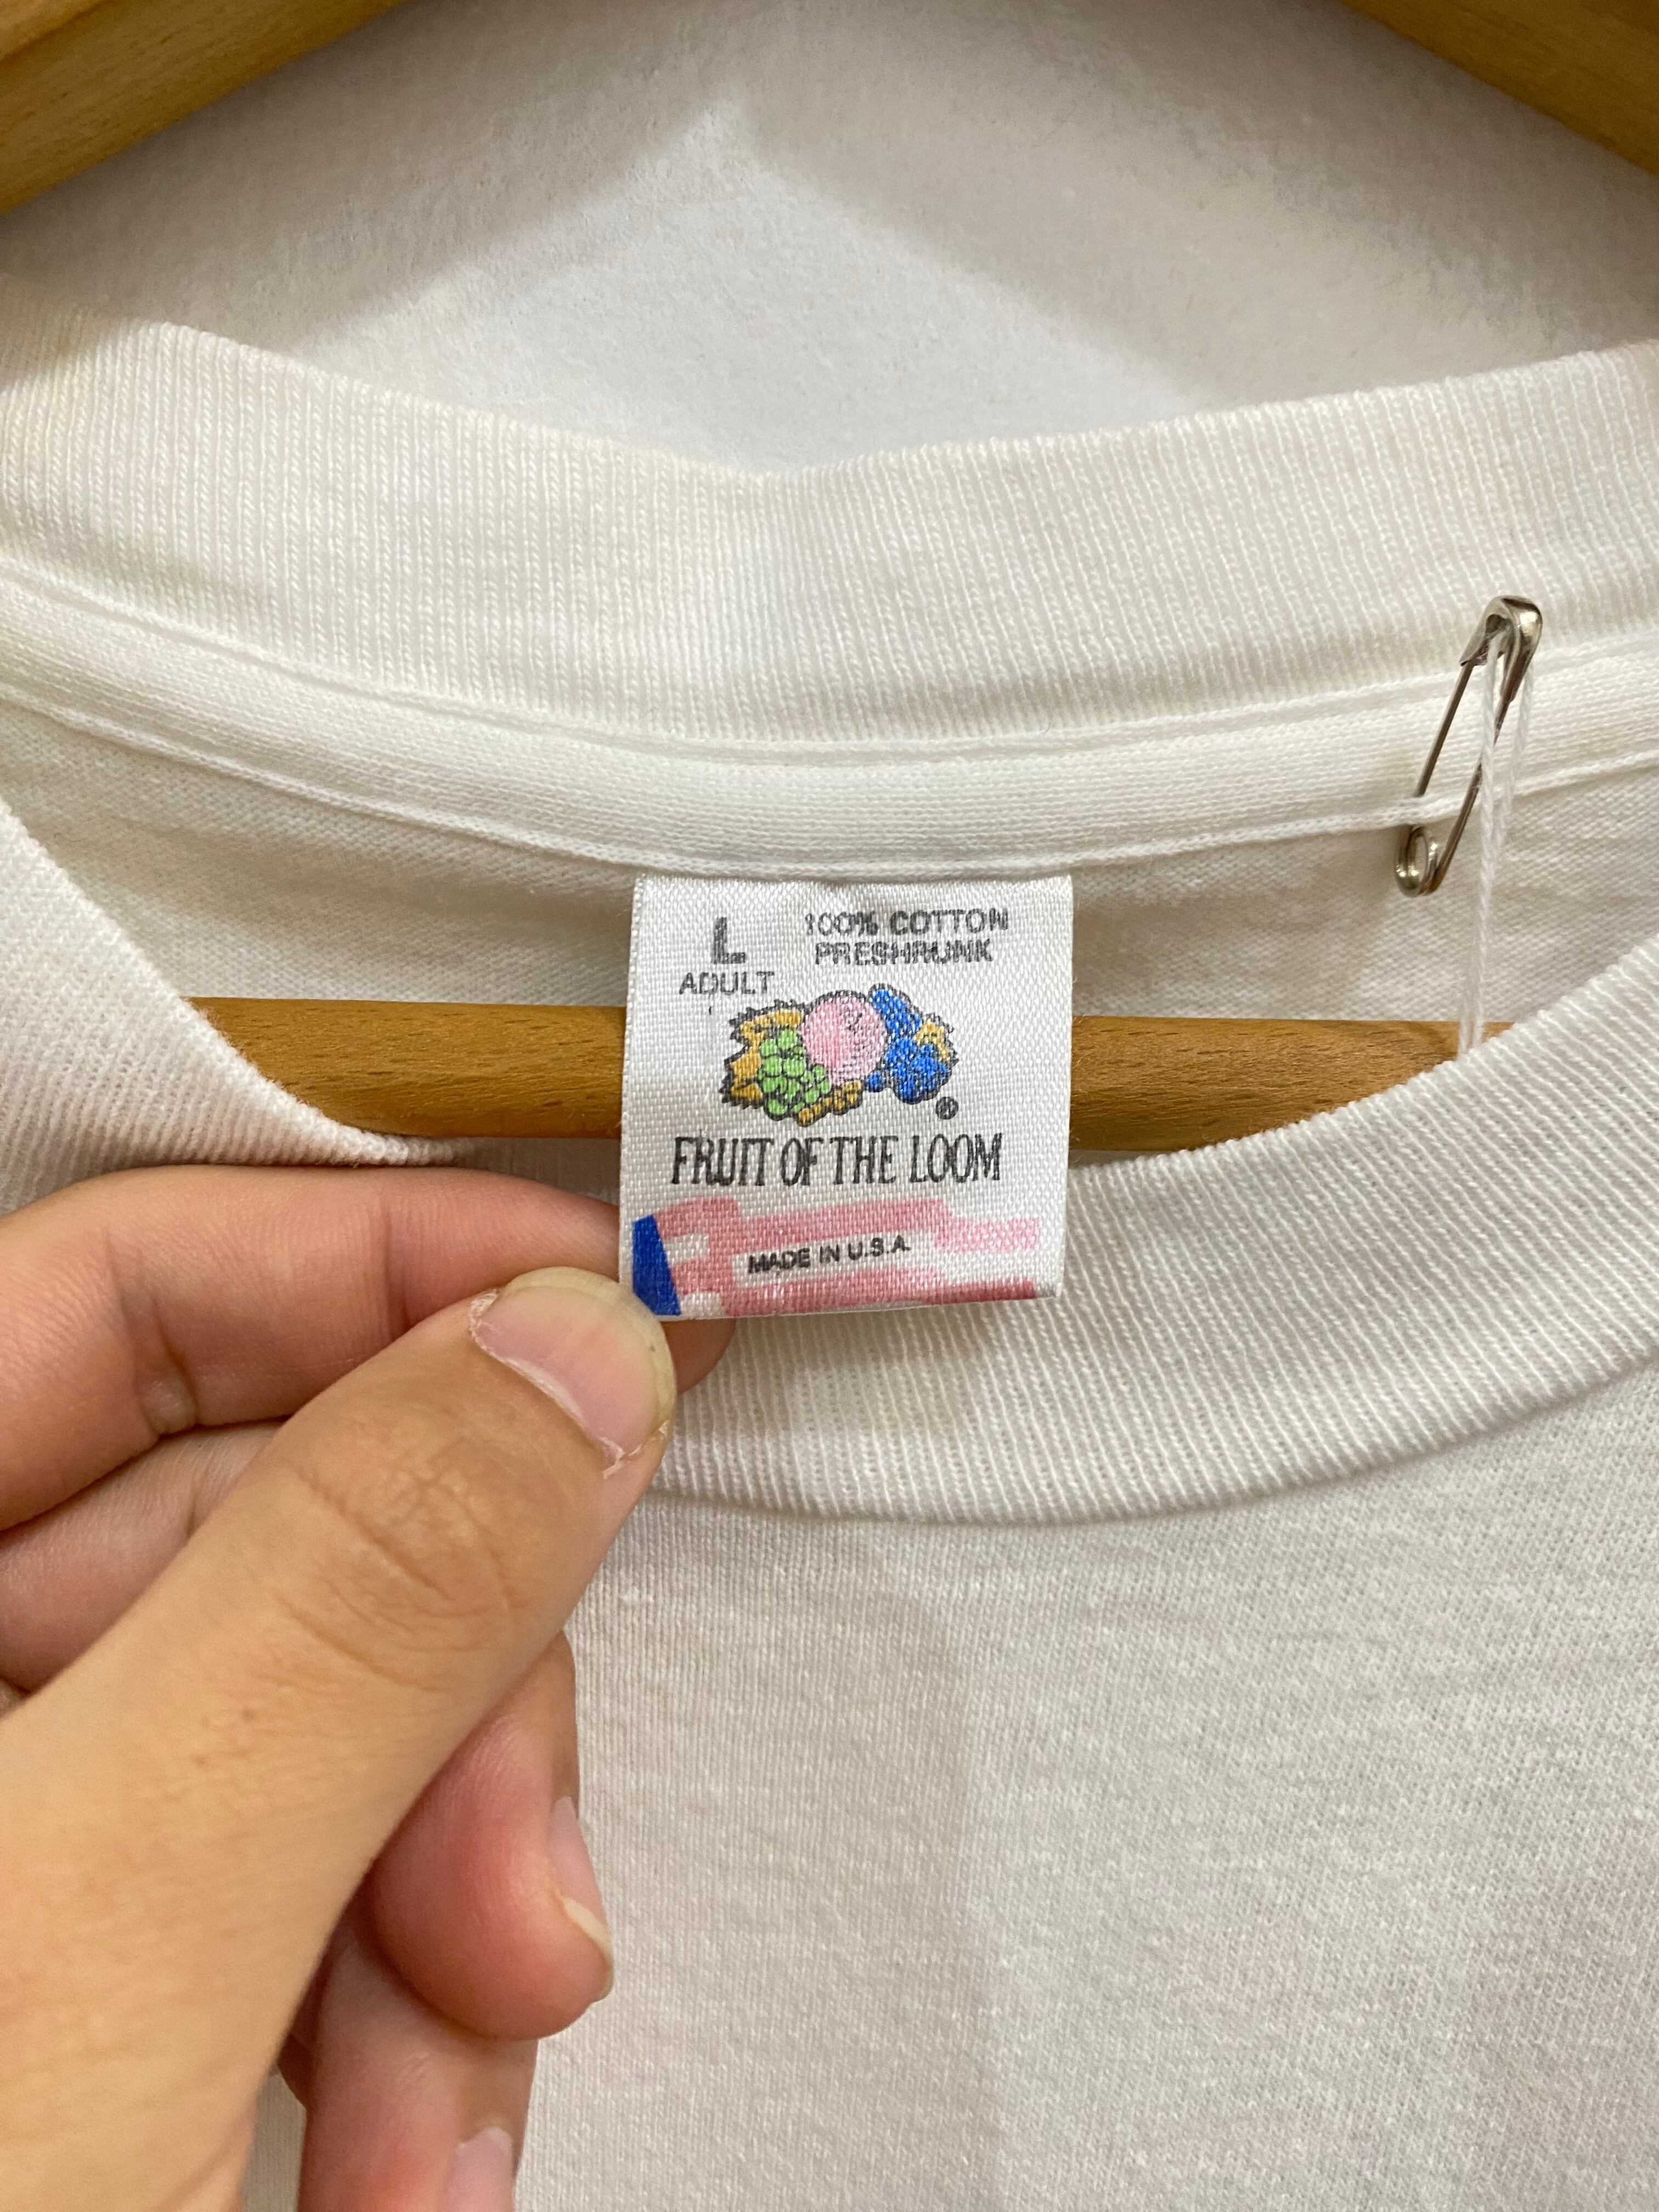 L
ADULT
100% COTTON
PRESHRUNK
®
FRUIT OF THE LOOM
MADE IN U.S.A.